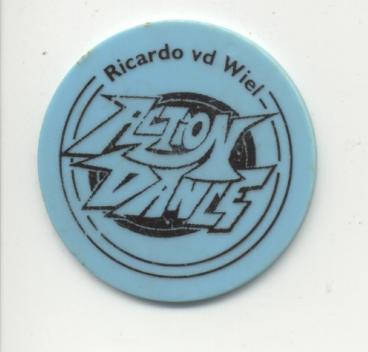 Ricardo vd Wiel
ACTION
DANCE